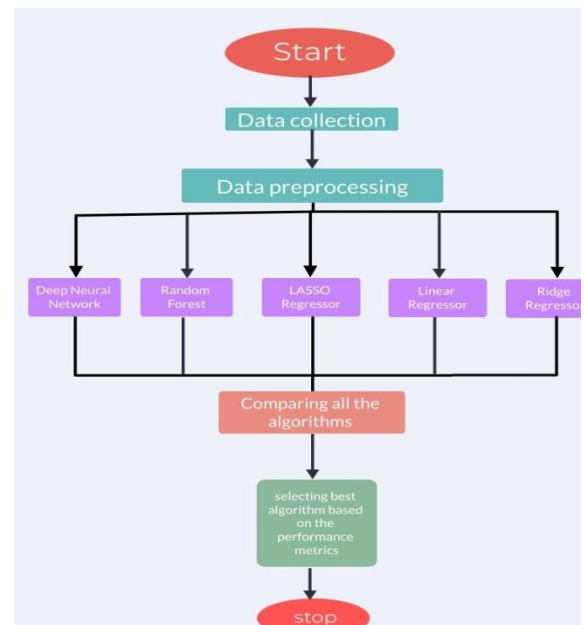 Start
Data collection
Data preprocessing
Deep Neural
Network
Random
Forest
LASSO
Regressor
Linear
Regressor
Ridge
Regressor
Comparing all the
algorithms
selecting best
algorithm based
on the
performance
metrics
stop